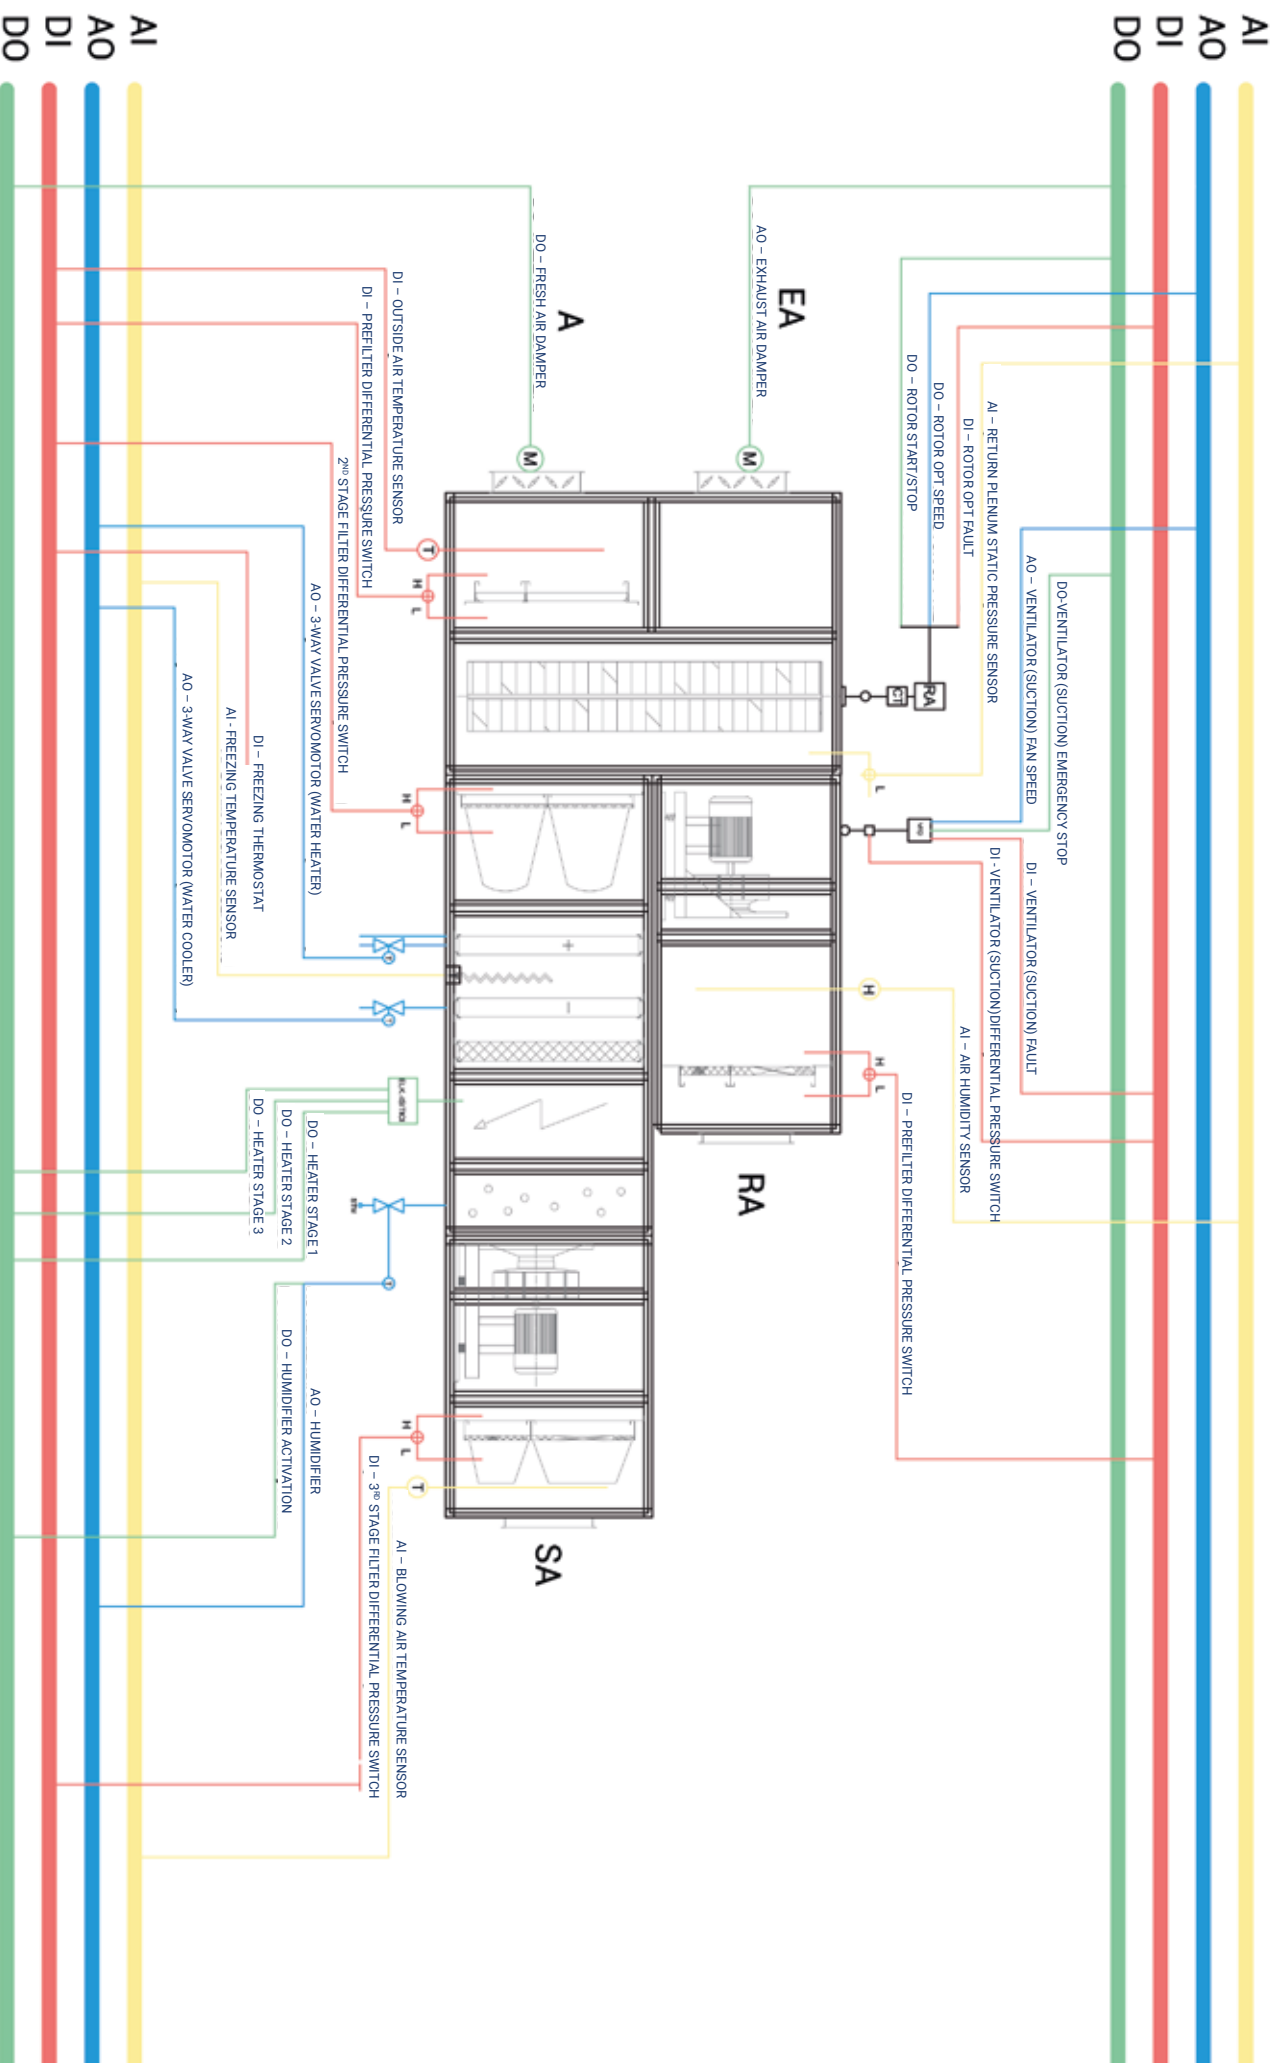 AI
AO
DI
DO
DO-VENTILATOR (SUCTION) EMERGENCY STOP
AO – VENTILATOR (SUCTION) FAN SPEED
DI – VENTILATOR (SUCTION) FAULT
AI – RETURN PLENUM STATIC PRESSURE SENSOR
DI -VENTILATOR (SUCTION)DIFFERENTIAL PRESSURE SWITCH
DI – ROTOR OPT FAULT
AI – AIR HUMIDITY SENSOR
DO – ROTOR OPT SPEED
DO – ROTOR START/STOP
DI – PREFILTER DIFFERENTIAL PRESSURE SWITCH
RA
CT
L
H
H
L
EA
AO – EXHAUST AIR DAMPER
M
RA
A
DO – FRESH AIR DAMPER
M
SA
+
–
T
H
L
H
L
H
L
T
DI – OUTSIDE AIR TEMPERATURE SENSOR
AI – BLOWING AIR TEMPERATURE SENSOR
DI – PREFILTER DIFFERENTIAL PRESSURE SWITCH
DI – 3RD STAGE FILTER DIFFERENTIAL PRESSURE SWITCH
2ND STAGE FILTER DIFFERENTIAL PRESSURE SWITCH
AO – 3-WAY VALVE SERVOMOTOR (WATER HEATER)
DO – HEATER STAGE 1
AO – HUMIDIFIER
DO – HEATER STAGE 2
DO – HUMIDIFIER ACTIVATION
DI – FREEZING THERMOSTAT
DO – HEATER STAGE 3
AI - FREEZING TEMPERATURE SENSOR
AO – 3-WAY VALVE SERVOMOTOR (WATER COOLER)
AI
AO
DI
DO